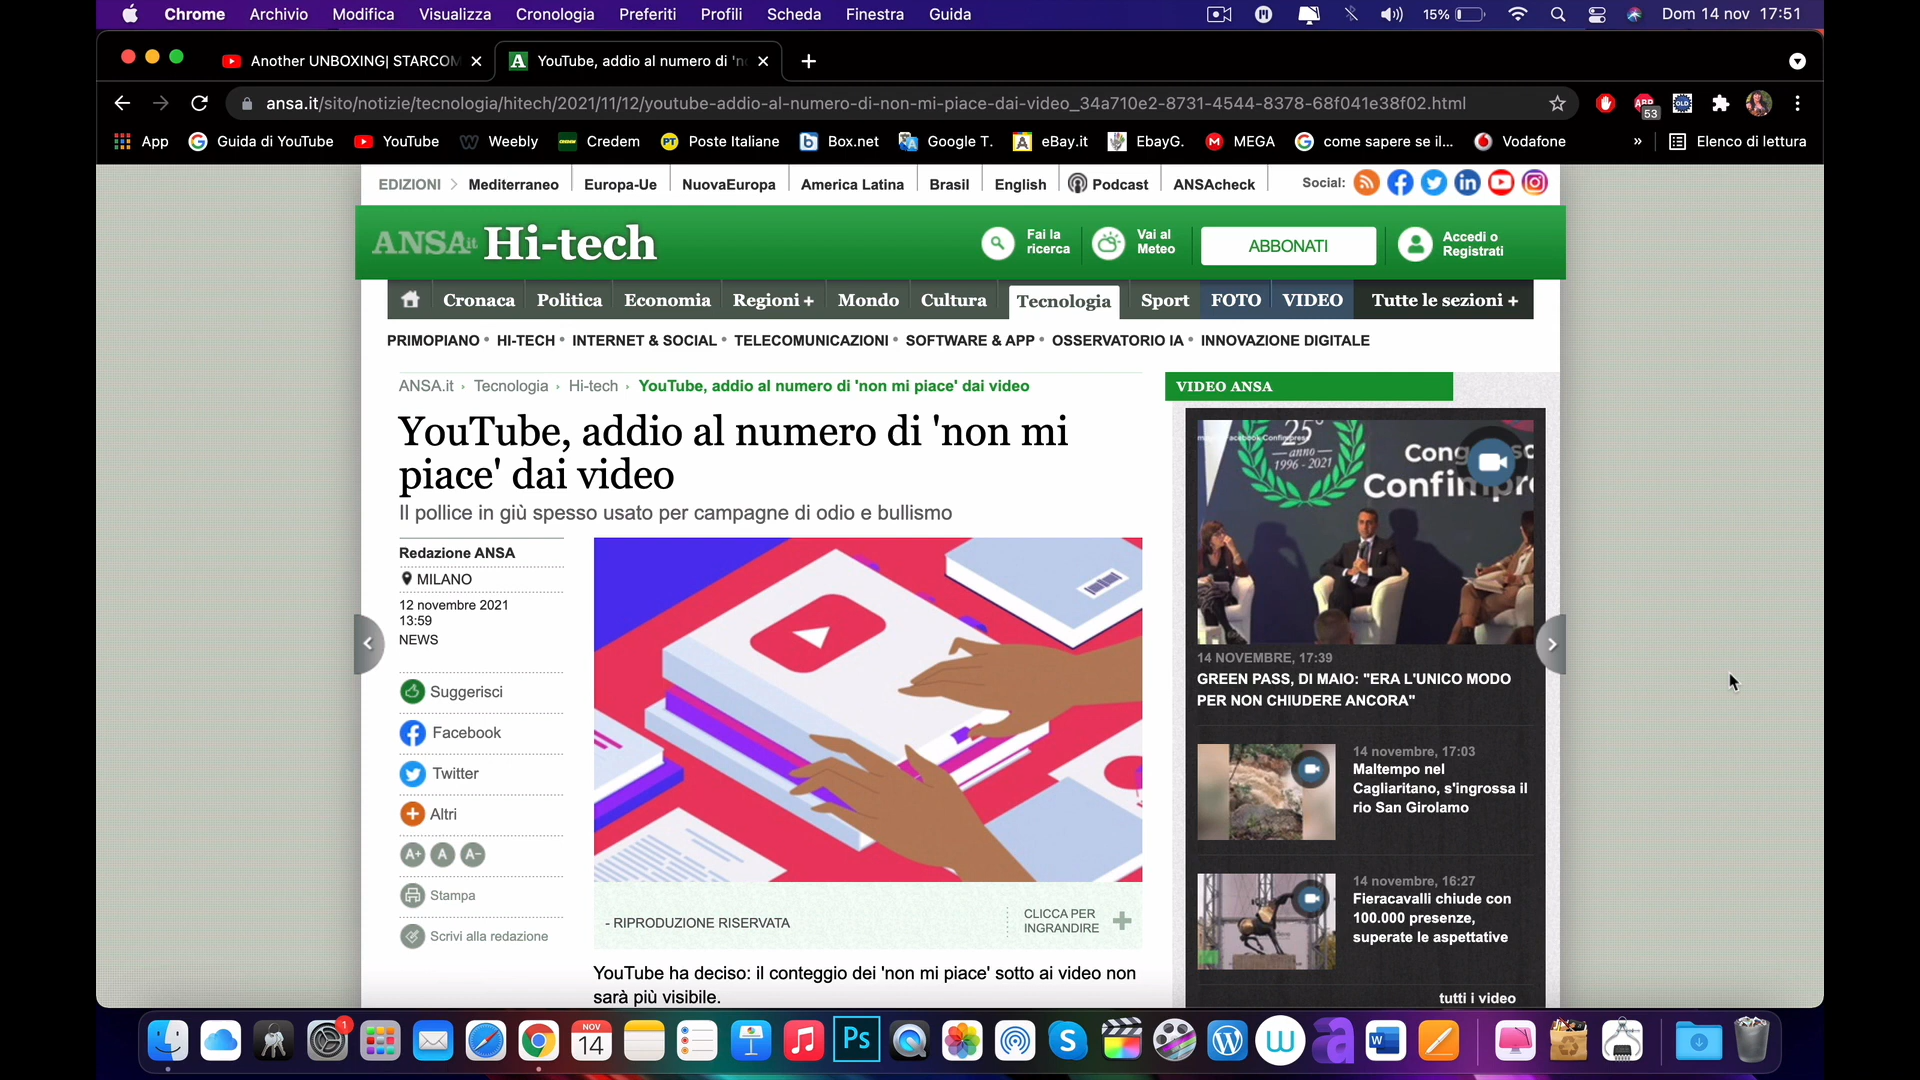 Chrome Archivio Modifica Visualizza Cronologia Preferiti Profili Scheda Finestra Guida 15% Dom 14 nov 17:51
Another UNBOXING| STARCOM YouTube, addio al numero di 'no
ansa.it/sito/notizie/tecnologia/hitech/2021/11/12/youtube-addio-al-numero-di-non-mi-piace-dai-video_34a710e2-8731-4544-8378-68f041e38f02.html ABP 53 OLD
App Guida di YouTube YouTube Weebly Credem Poste Italiane Box.net Google T. eBay.it EbayG. MEGA come sapere se il... Vodafone » Elenco di lettura
EDIZIONI Mediterraneo Europa-Ue NuovaEuropa America Latina Brasil English Podcast ANSAcheck Social:
ANSAit Hi-tech Fai la ricerca Vai al Meteo ABBONATI Accedi o Registrati
Cronaca Politica Economia Regioni + Mondo Cultura Tecnologia Sport FOTO VIDEO Tutte le sezioni +
PRIMOPIANO • HI-TECH • INTERNET & SOCIAL • TELECOMUNICAZIONI • SOFTWARE & APP • OSSERVATORIO IA • INNOVAZIONE DIGITALE
ANSA.it › Tecnologia › Hi-tech › YouTube, addio al numero di 'non mi piace' dai video
YouTube, addio al numero di 'non mi
piace' dai video
Il pollice in giù spesso usato per campagne di odio e bullismo
Redazione ANSA
MILANO
12 novembre 2021
13:59
NEWS
Suggerisci
Facebook
Twitter
Altri
A+ A A-
Stampa
Scrivi alla redazione
- RIPRODUZIONE RISERVATA
CLICCA PER
INGRANDIRE
YouTube ha deciso: il conteggio dei 'non mi piace' sotto ai video non
sarà più visibile.
VIDEO ANSA
25°
anno
1996 - 2021
14 NOVEMBRE, 17:39
GREEN PASS, DI MAIO: "ERA L'UNICO MODO
PER NON CHIUDERE ANCORA"
14 novembre, 17:03
Maltempo nel
Cagliaritano, s'ingrossa il
rio San Girolamo
14 novembre, 16:27
Fieracavalli chiude con
100.000 presenze,
superate le aspettative
tutti i video
1 NOV 14 Ps S W W